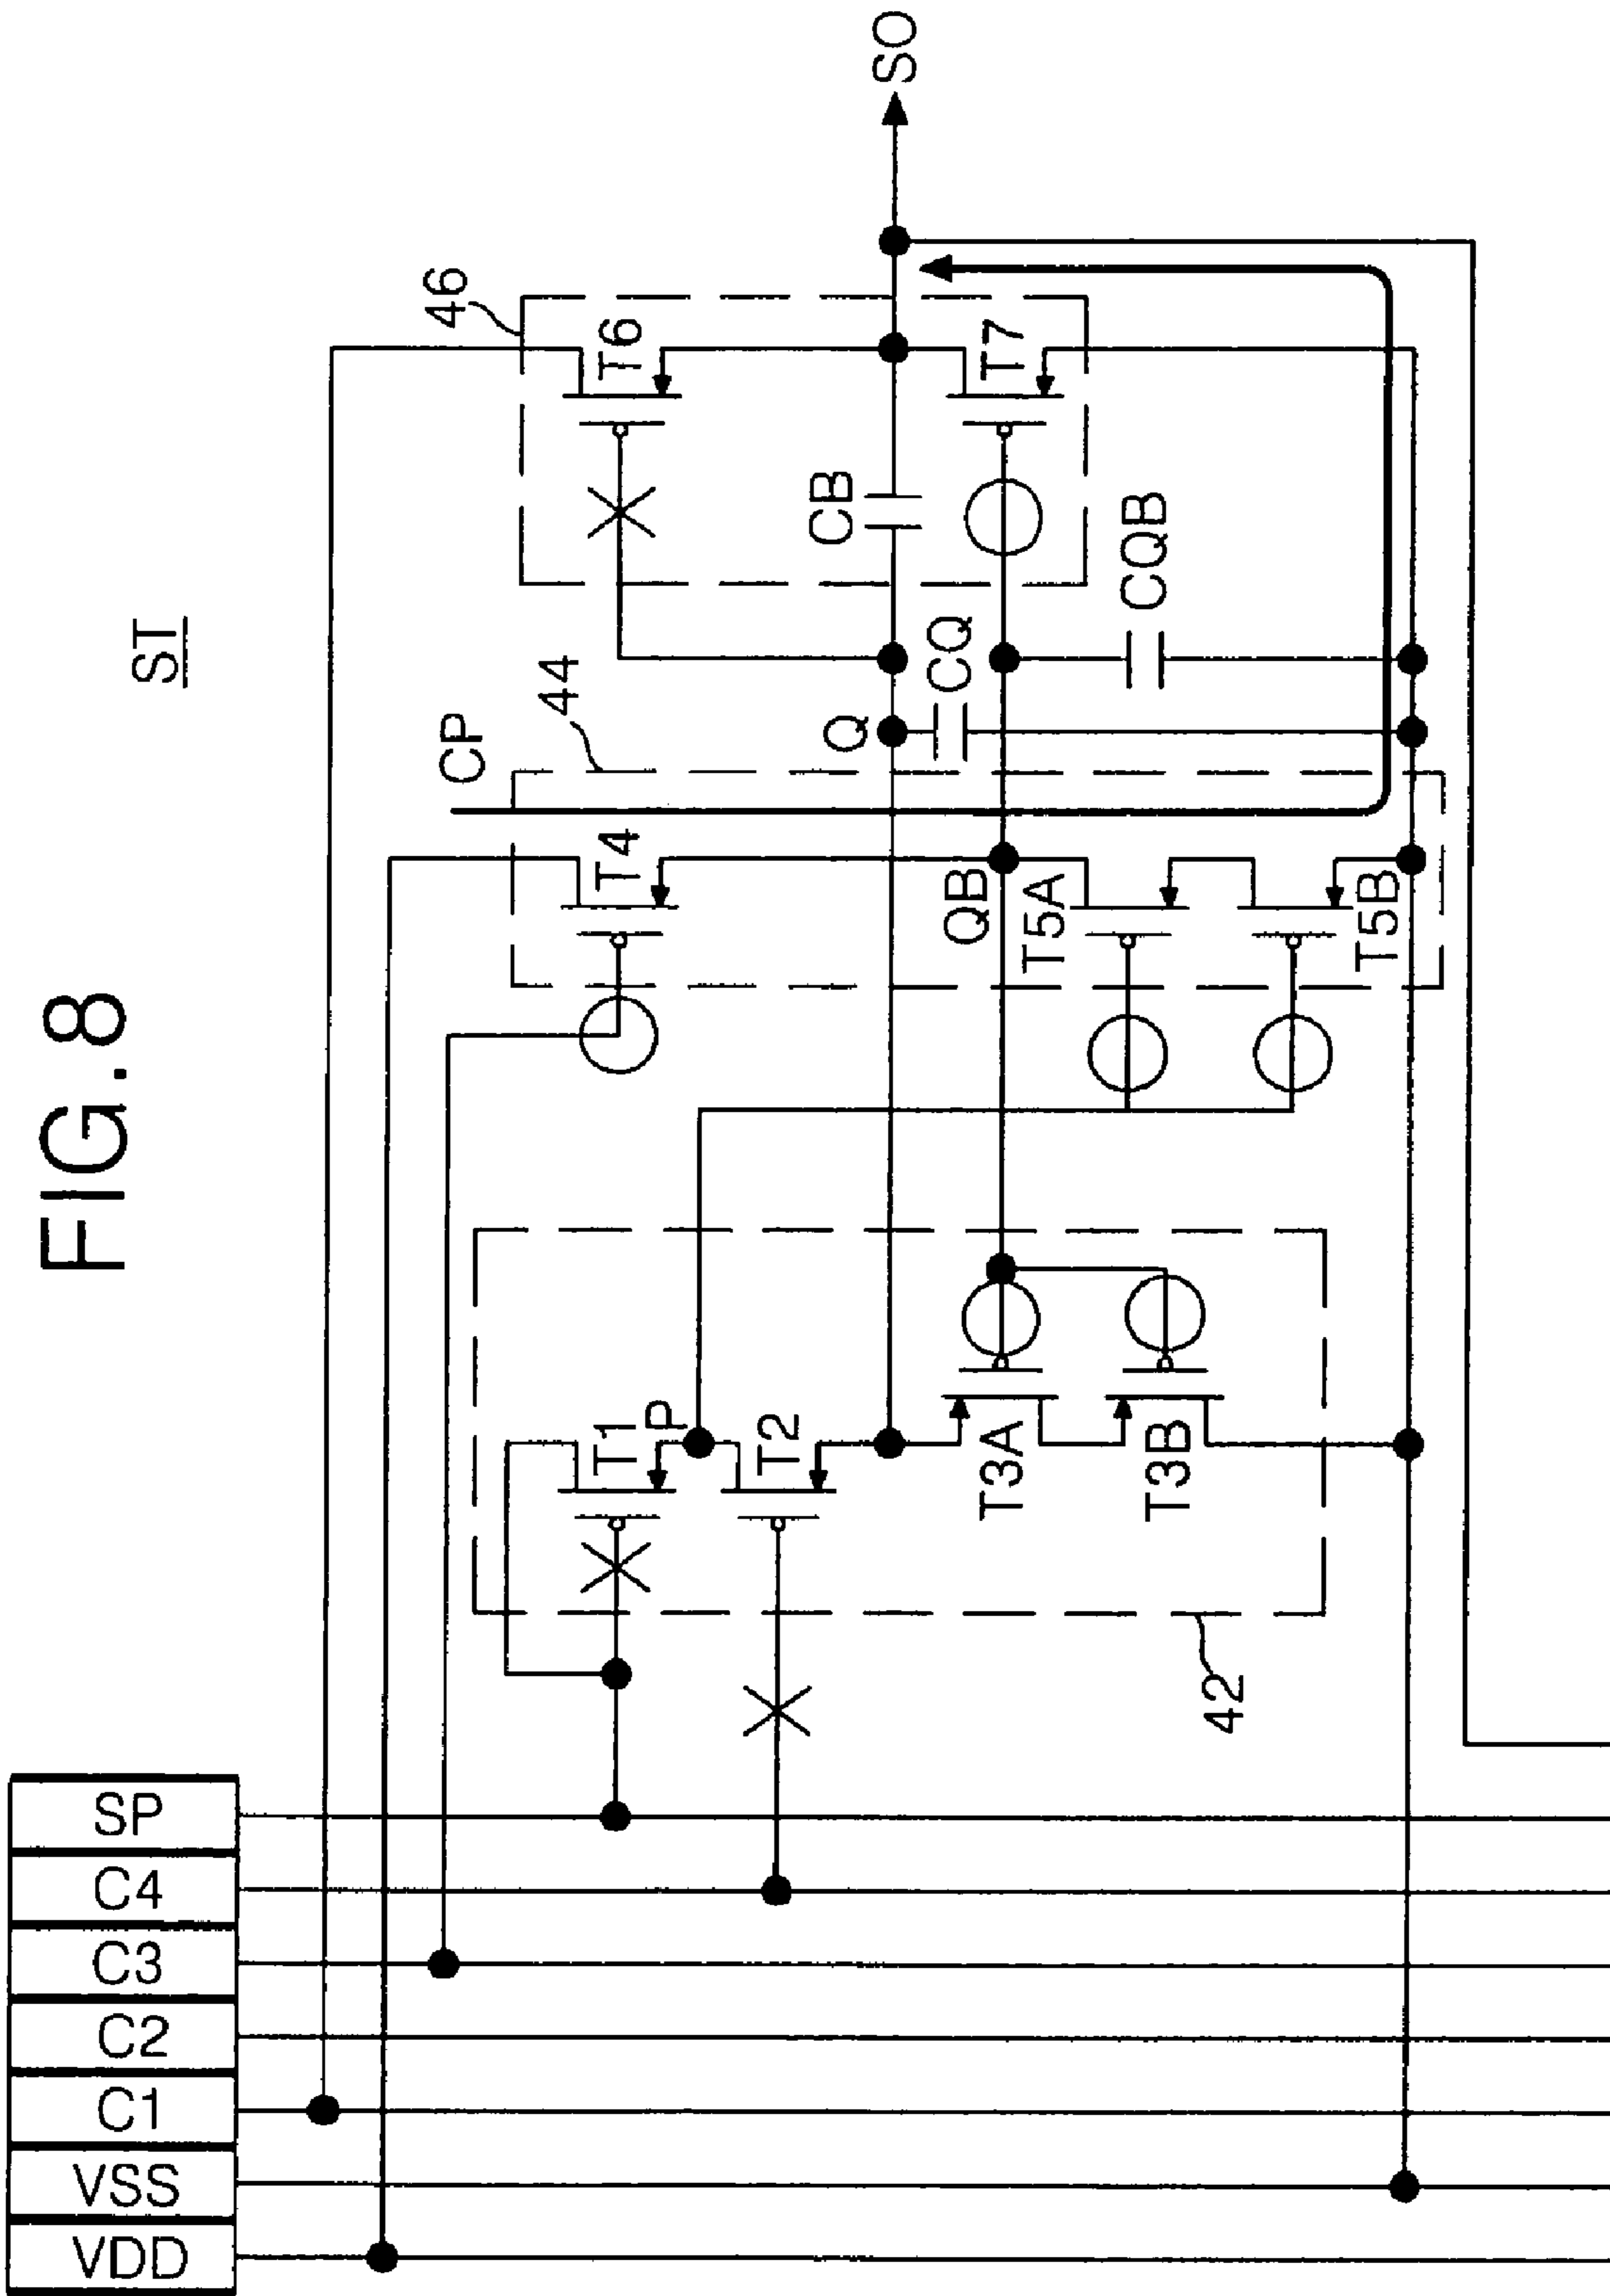 FIG.8
ST
SP
C4
C3
C2
C1
VSS
VDD
46
T6
SO
CP
44
T4
T1
P
T2
Q
CB
T7
CQ
CQB
QB
T5A
T5B
T3A
T3B
42